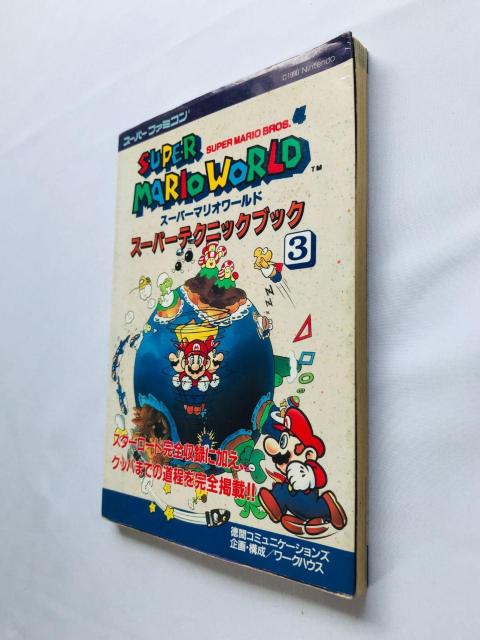 ©1990 Nintendo
スーパーファミコン
SUPER MARIO BROS. 4
SUPER
MARIO WORLD™
スーパーマリオワールド
スーパーテクニックブック
3
zzz
スターロード完全収録に加え、
クッパまでの道程を完全掲載!!
徳間コミュニケーションズ
企画・構成/ワークハウス